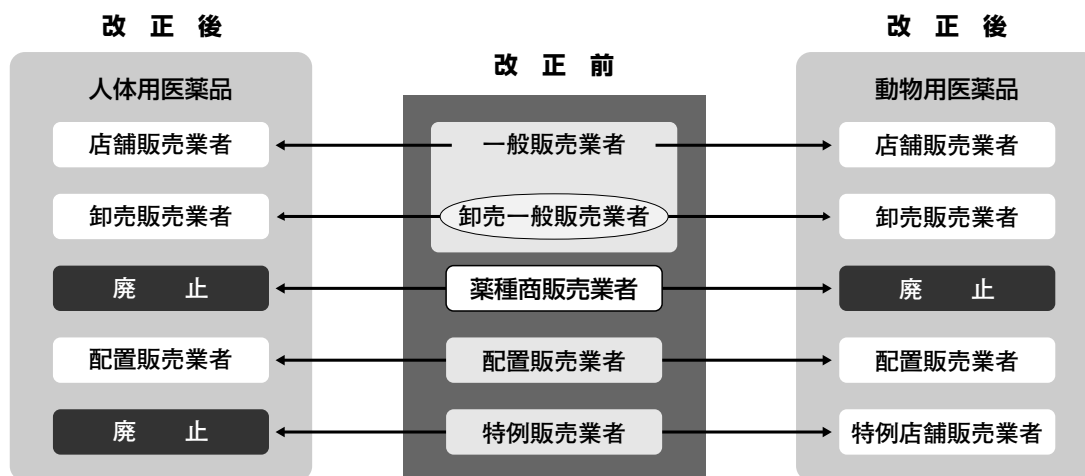 改正後
人体用医薬品
店舗販売業者
卸売販売業者
廃止
配置販売業者
廃止
改正前
一般販売業者
卸売一般販売業者
薬種商販売業者
配置販売業者
特例販売業者
改正後
動物用医薬品
店舗販売業者
卸売販売業者
廃止
配置販売業者
特例店舗販売業者